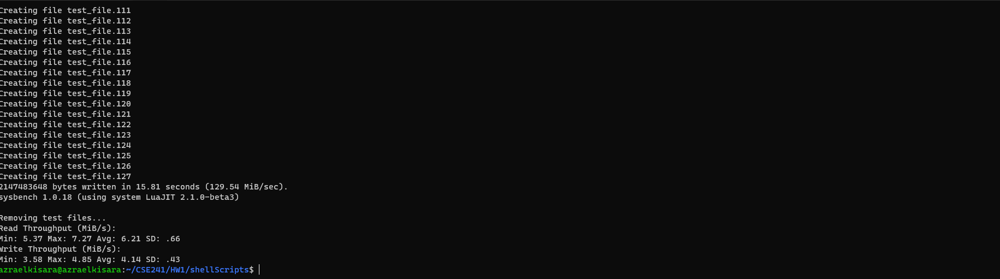 Creating file test_file.111
Creating file test_file.112
Creating file test_file.113
Creating file test_file.114
Creating file test_file.115
Creating file test_file.116
Creating file test_file.117
Creating file test_file.118
Creating file test_file.119
Creating file test_file.120
Creating file test_file.121
Creating file test_file.122
Creating file test_file.123
Creating file test_file.124
Creating file test_file.125
Creating file test_file.126
Creating file test_file.127
2147483648 bytes written in 15.81 seconds (129.54 MiB/sec).
sysbench 1.0.18 (using system LuaJIT 2.1.0-beta3)
Removing test files...
Read Throughput (MiB/s):
Min: 5.37 Max: 7.27 Avg: 6.21 SD: .66
Write Throughput (MiB/s):
Min: 3.58 Max: 4.85 Avg: 4.14 SD: .43
azraelkisara@azraelkisara:~/CSE241/HW1/shellScripts$